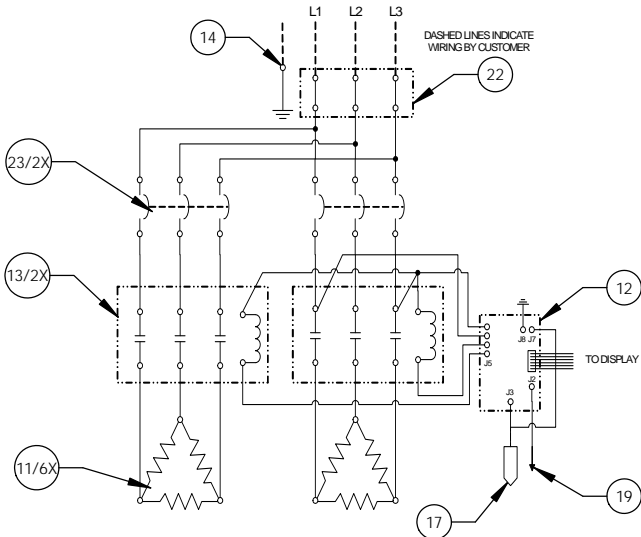 L1 L2 L3
14
DASHED LINES INDICATE
WIRING BY CUSTOMER
22
23/2X
13/2X
12
J8 J7
J5
TO DISPLAY
J2
J3
11/6X
17
19